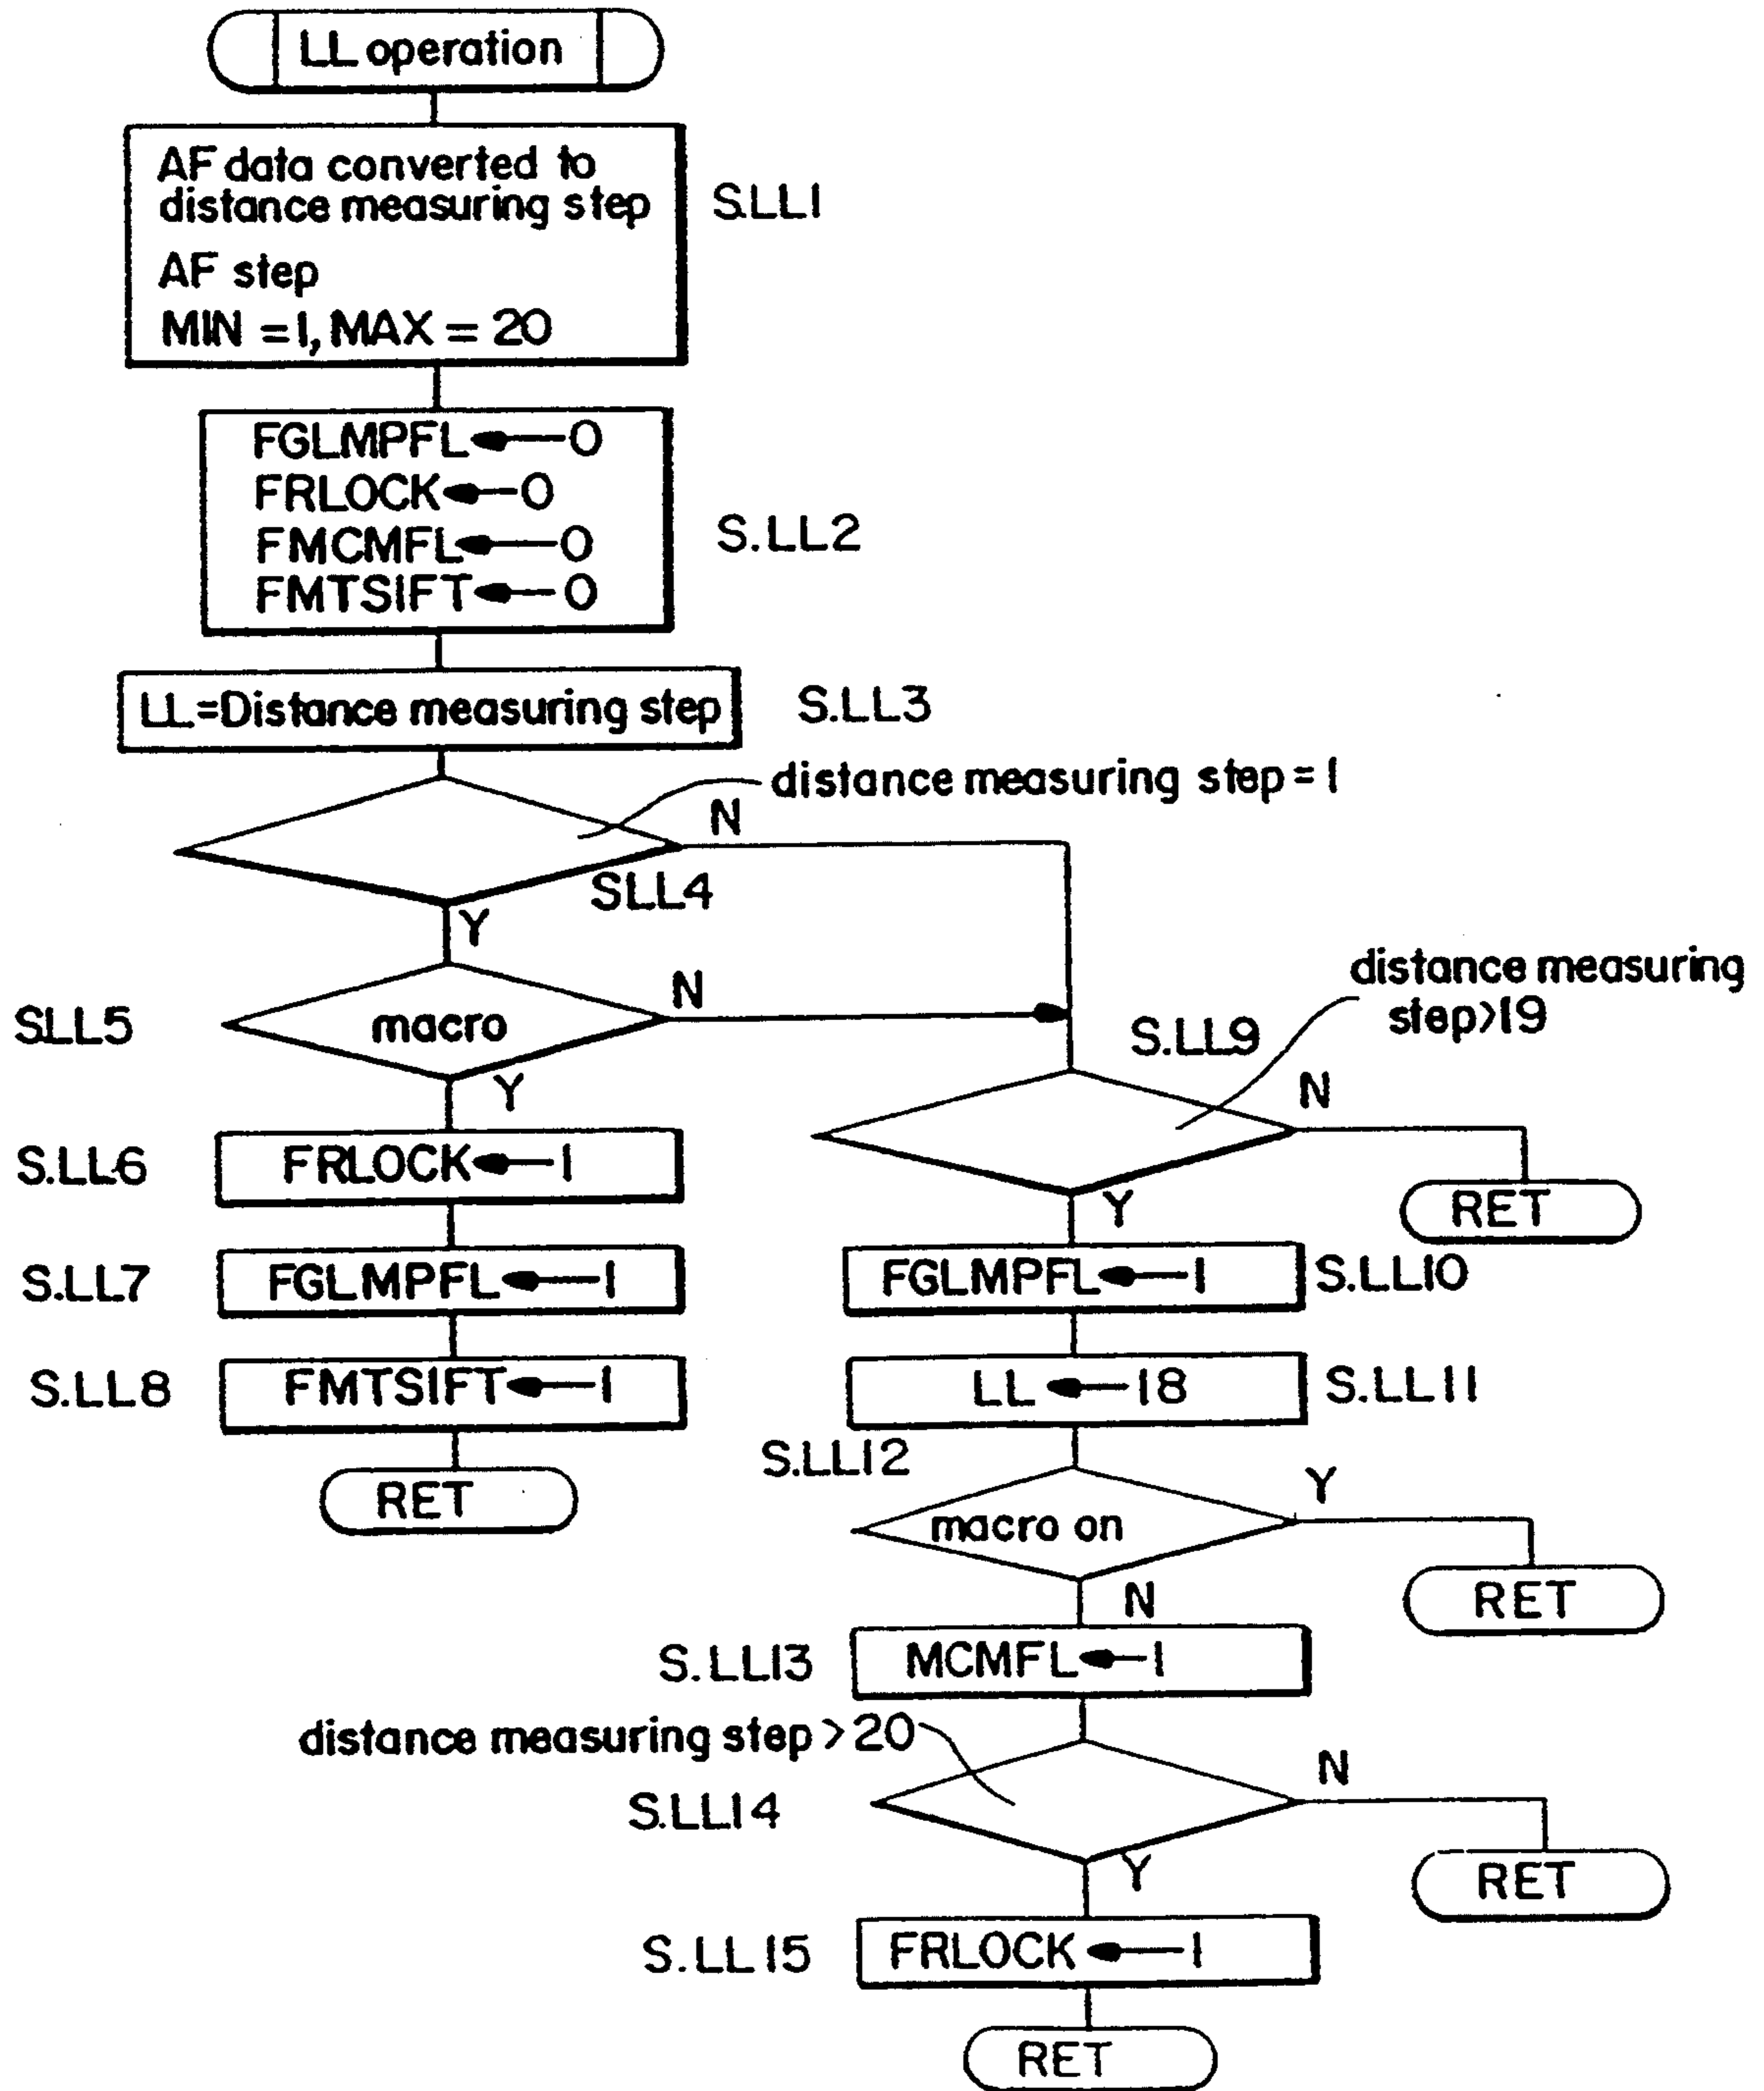 LL operation
AF data converted to
distance measuring step
AF step
MIN =1, MAX = 20
S.LL1
FGLMPFL←0
FRLOCK←0
FMCMFL←0
FMTSIFT←0
S.LL2
LL=Distance measuring step
S.LL3
distance measuring step = 1
N
SLL4
Y
SLL5
macro
N
Y
S.LL6
FRLOCK←1
S.LL7
FGLMPFL←1
S.LL8
FMTSIFT←1
RET
distance measuring
step>19
S.LL9
N
RET
Y
FGLMPFL←1
S.LL10
LL←18
S.LL11
S.LL12
macro on
Y
RET
N
S.LL13
MCMFL←1
distance measuring step >20
S.LL14
N
RET
Y
S.LL15
FRLOCK←1
RET